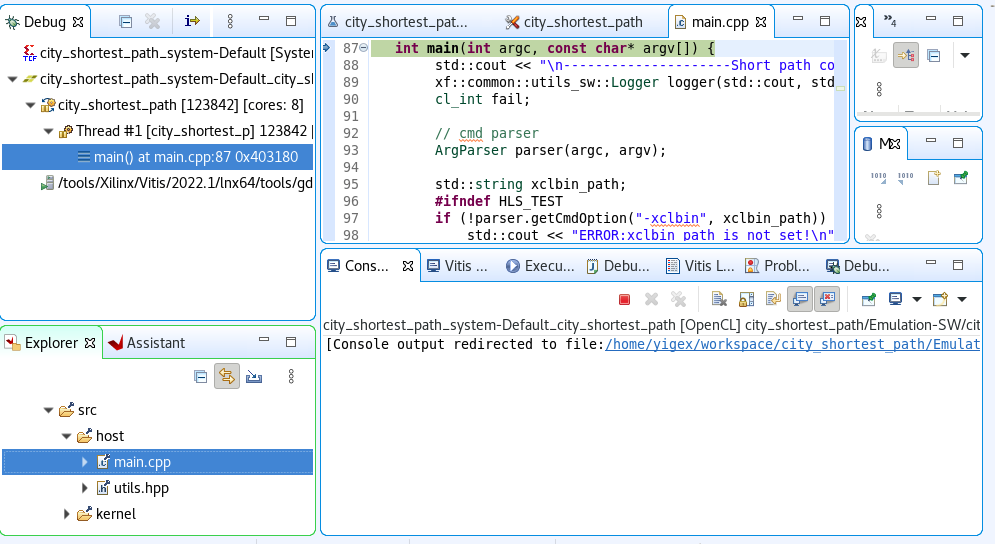 Debug
city_shortest_path_system-Default [System
city_shortest_path_system-Default_city_sh
city_shortest_path [123842] [cores: 8]
Thread #1 [city_shortest_p] 123842 [
main() at main.cpp:87 0x403180
/tools/Xilinx/Vitis/2022.1/lnx64/tools/gd
Explorer
Assistant
src
host
main.cpp
utils.hpp
kernel
city_shortest_pat...
city_shortest_path
main.cpp
87 int main(int argc, const char* argv[]) {
88 std::cout << "\n---------------------Short path co
89 xf::common::utils_sw::Logger logger(std::cout, std
90 cl_int fail;
91
92 // cmd parser
93 ArgParser parser(argc, argv);
94
95 std::string xclbin_path;
96 #ifndef HLS_TEST
97 if (!parser.getCmdOption("-xclbin", xclbin_path))
98 std::cout << "ERROR:xclbin path is not set!\n"
»4
M
1010
1010
Cons...
Vitis ...
Execu...
Debu...
Vitis L...
Probl...
Debu...
city_shortest_path_system-Default_city_shortest_path [OpenCL] city_shortest_path/Emulation-SW/cit
[Console output redirected to file:/home/yigex/workspace/city_shortest_path/Emulat